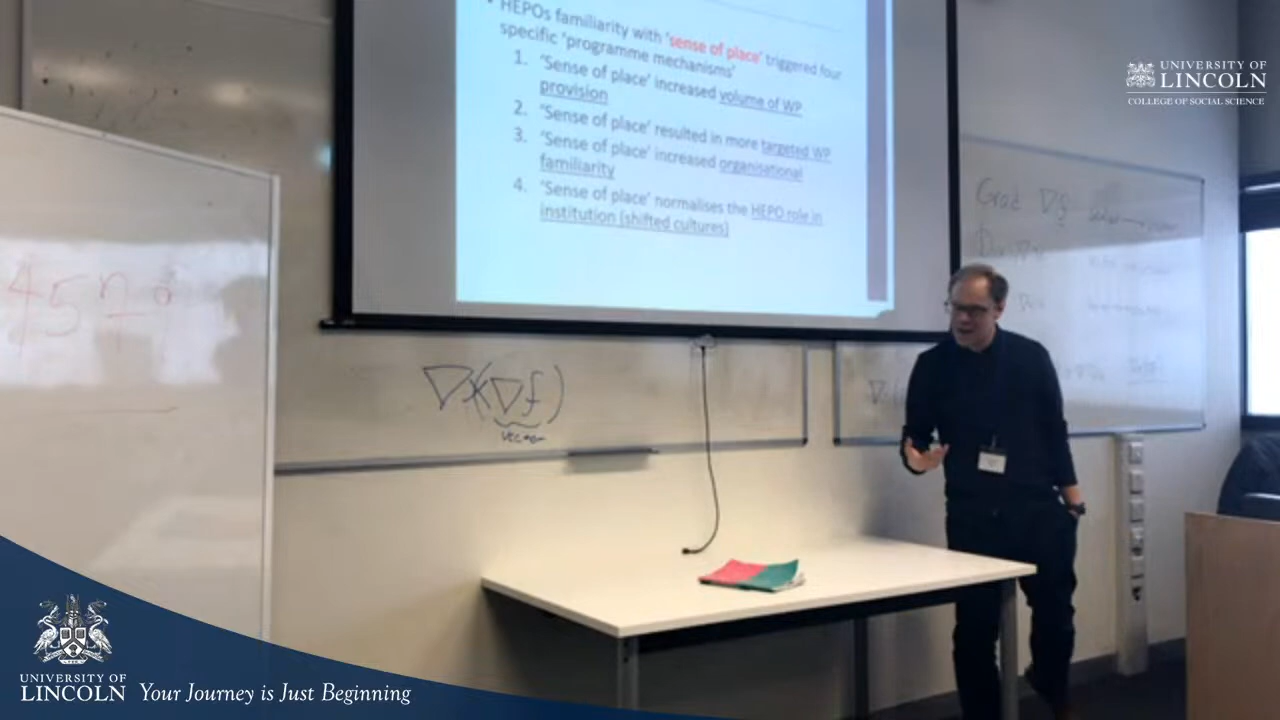 • HEPOs familiarity with 'sense of place' triggered four
specific 'programme mechanisms'
1. 'Sense of place' increased volume of WP
provision
2. 'Sense of place' resulted in more targeted WP
3. 'Sense of place' increased organisational
familiarity
4. 'Sense of place' normalises the HEPO role in
institution (shifted cultures)
UNIVERSITY OF
LINCOLN
COLLEGE OF SOCIAL SCIENCE
Grad ∇
45
∇×(∇f)
vector
UNIVERSITY OF
LINCOLN
Your Journey is Just Beginning